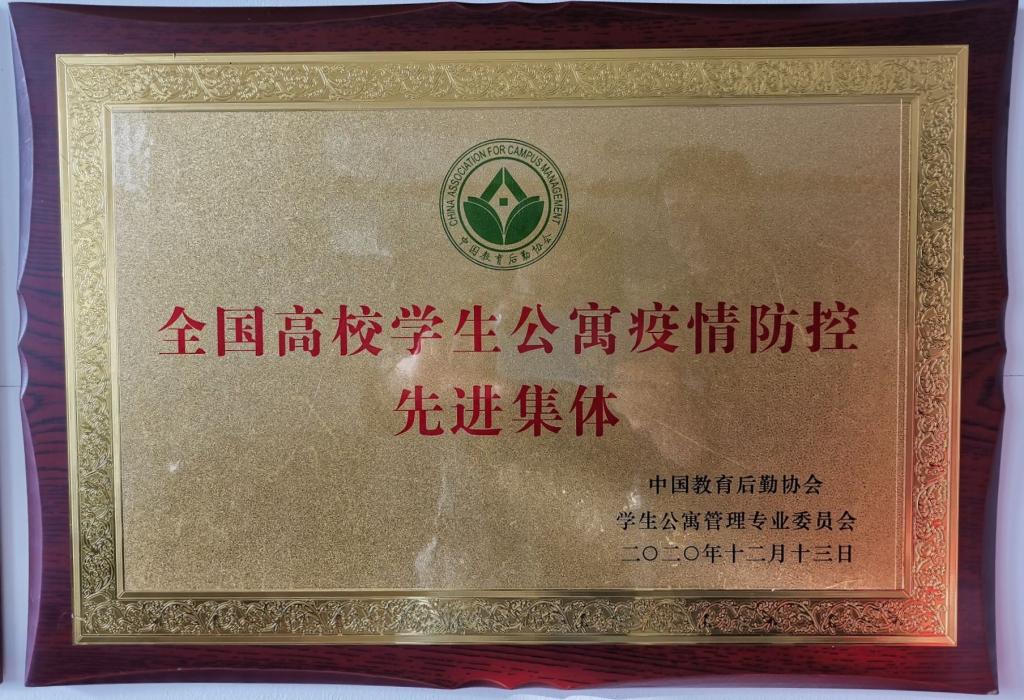 CHINA ASSOCIATION FOR CAMPUS MANAGEMENT
中国教育后勤协会
全国高校学生公寓疫情防控
先进集体
中国教育后勤协会
学生公寓管理专业委员会
二〇二〇年十二月十三日